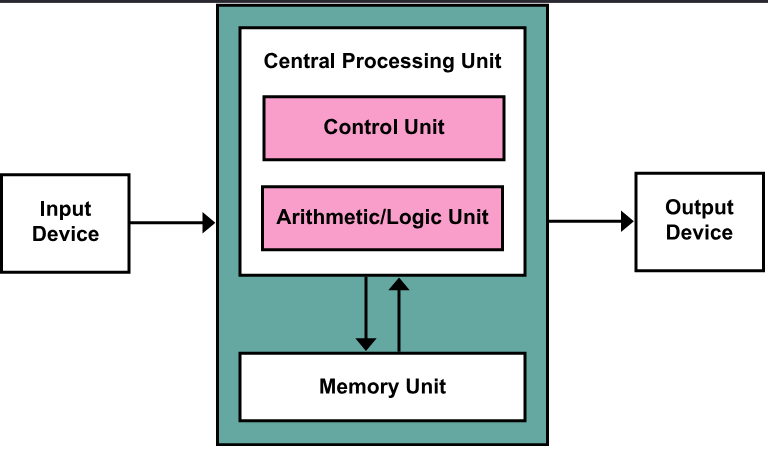 Central Processing Unit
Control Unit
Arithmetic/Logic Unit
Input
Device
Output
Device
Memory Unit